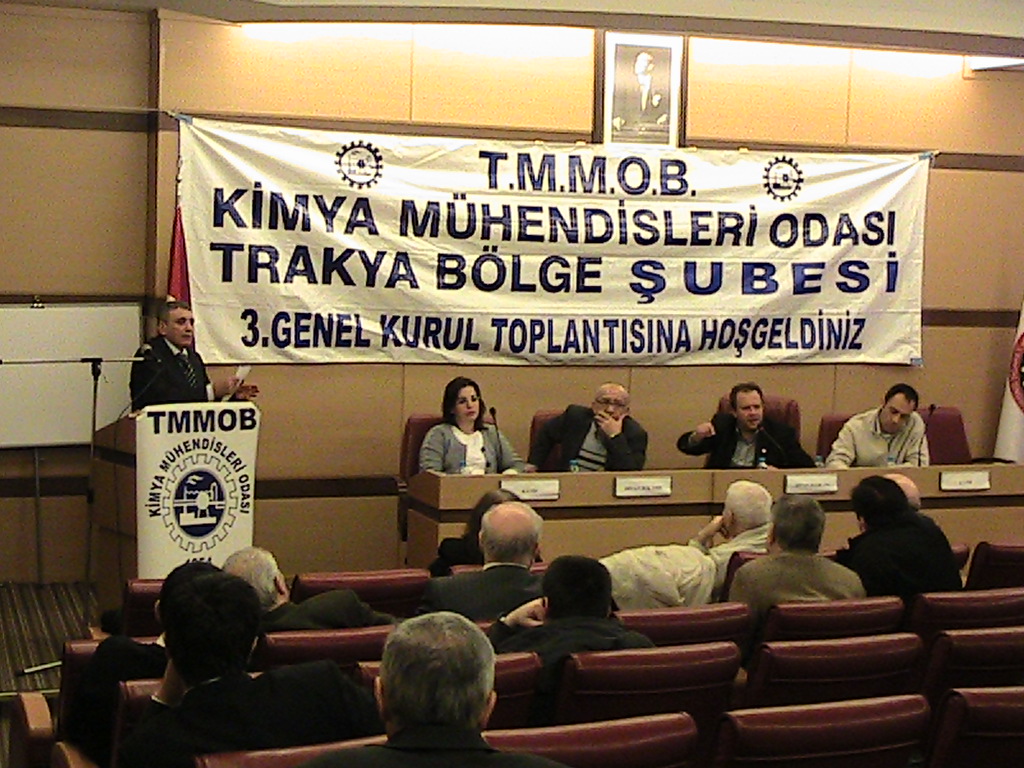 T.M.M.O.B.
KİMYA MÜHENDİSLERİ ODASI
TRAKYA BÖLGE ŞUBESİ
3.GENEL KURUL TOPLANTISINA HOŞGELDİNİZ
TMMOB
KİMYA MÜHENDİSLERİ ODASI
1954